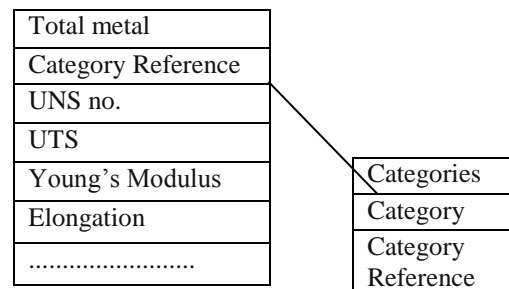 Total metal
Category Reference
UNS no.
UTS
Young's Modulus
Elongation
.........................
Categories
Category
Category
Reference